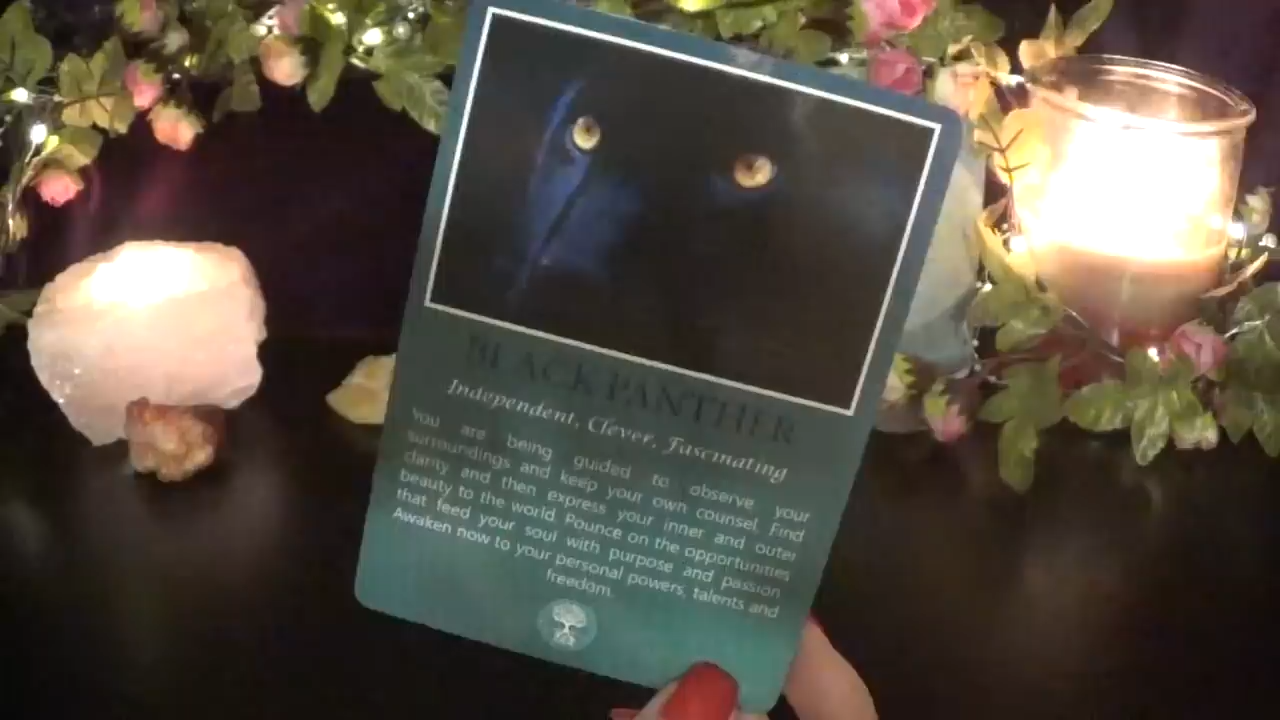 BLACK PANTHER
Independent, Clever, Fascinating
You are being guided to observe your
surroundings and keep your own counsel. Find
clarity and then express your inner and outer
beauty to the world. Pounce on the opportunities
that feed your soul with purpose and passion
Awaken now to your personal powers, talents and
freedom.